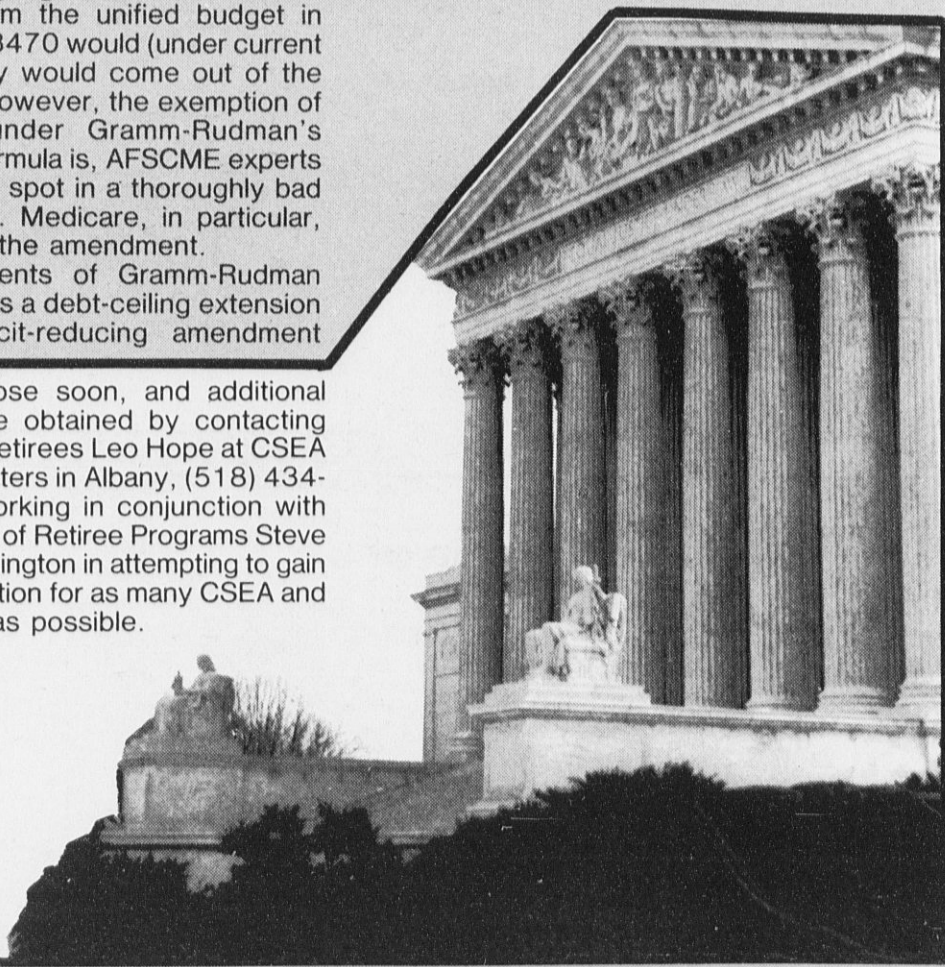 m the unified budget in
3470 would (under current
y would come out of the
owever, the exemption of
under Gramm-Rudman's
rmula is, AFSCME experts
spot in a thoroughly bad
. Medicare, in particular,
the amendment.
ents of Gramm-Rudman
s a debt-ceiling extension
cit-reducing amendment
ose soon, and additional
e obtained by contacting
etirees Leo Hope at CSEA
ters in Albany, (518) 434-
orking in conjunction with
of Retiree Programs Steve
ington in attempting to gain
tion for as many CSEA and
as possible.